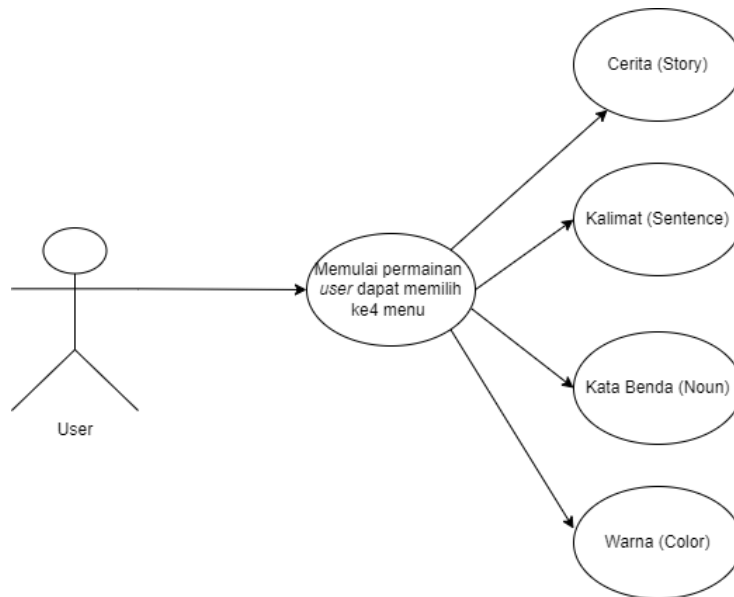 Cerita (Story)
Kalimat (Sentence)
Memulai permainan
user dapat memilih
ke4 menu
Kata Benda (Noun)
User
Warna (Color)